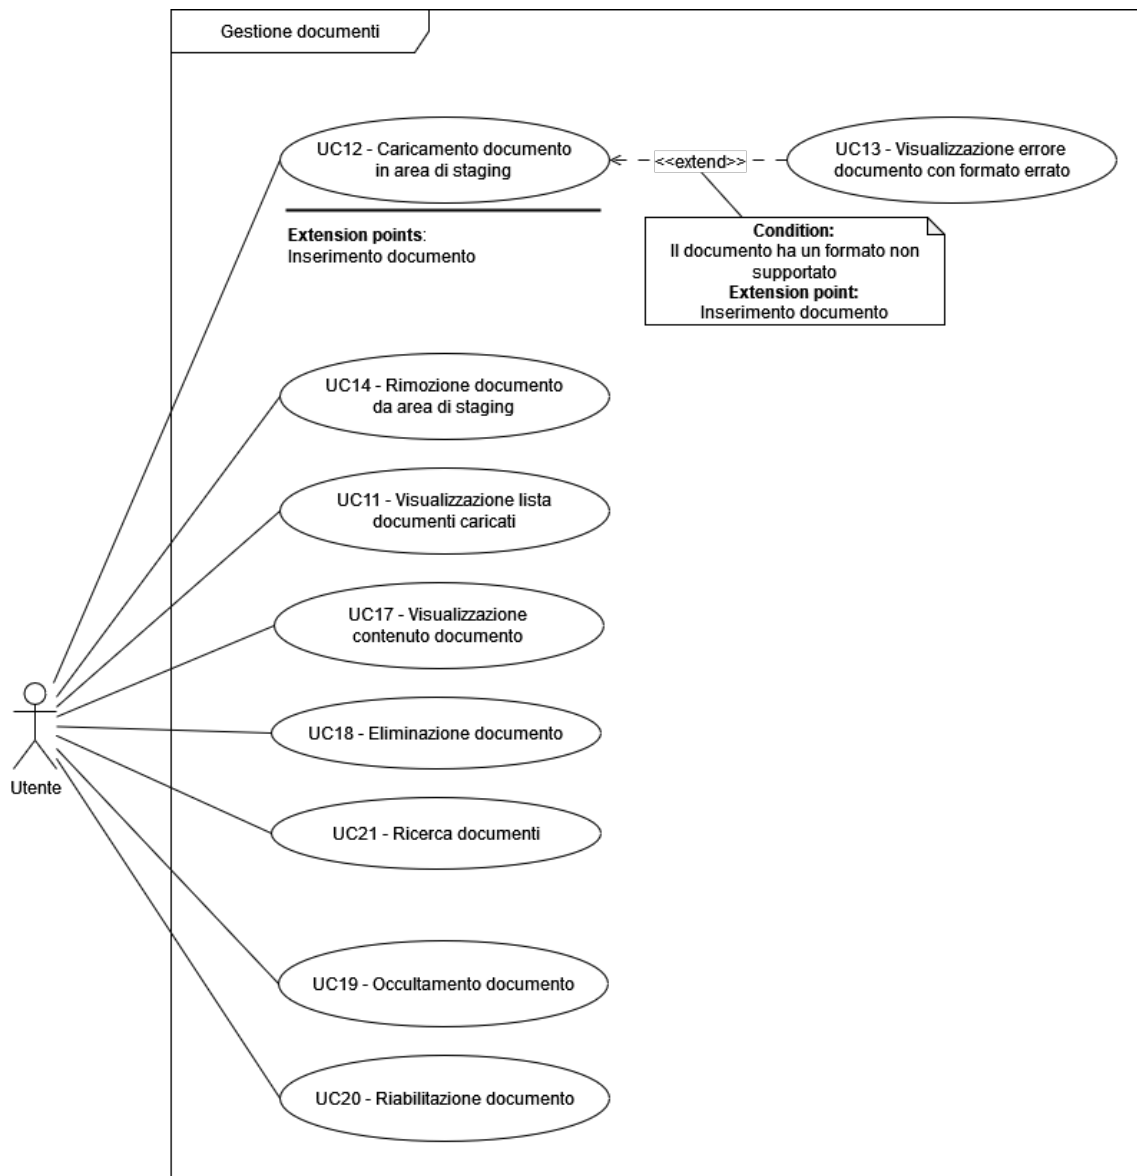 Gestione documenti
UC12 - Caricamento documento
in area di staging
<<extend>>
UC13 - Visualizzazione errore
documento con formato errato
Extension points:
Inserimento documento
Condition:
Il documento ha un formato non
supportato
Extension point:
Inserimento documento
UC14 - Rimozione documento
da area di staging
UC11 - Visualizzazione lista
documenti caricati
UC17 - Visualizzazione
contenuto documento
UC18 - Eliminazione documento
Utente
UC21 - Ricerca documenti
UC19 - Occultamento documento
UC20 - Riabilitazione documento